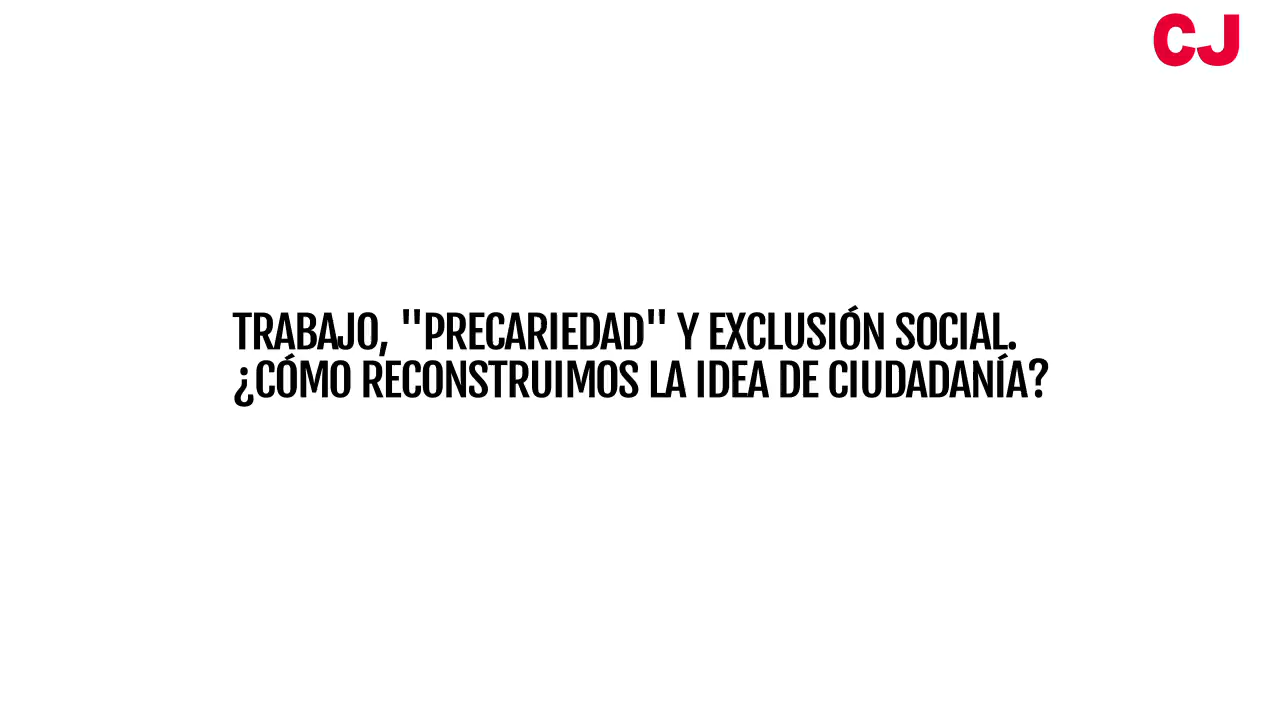 CJ
TRABAJO, "PRECARIEDAD" Y EXCLUSIÓN SOCIAL.
¿CÓMO RECONSTRUIMOS LA IDEA DE CIUDADANÍA?